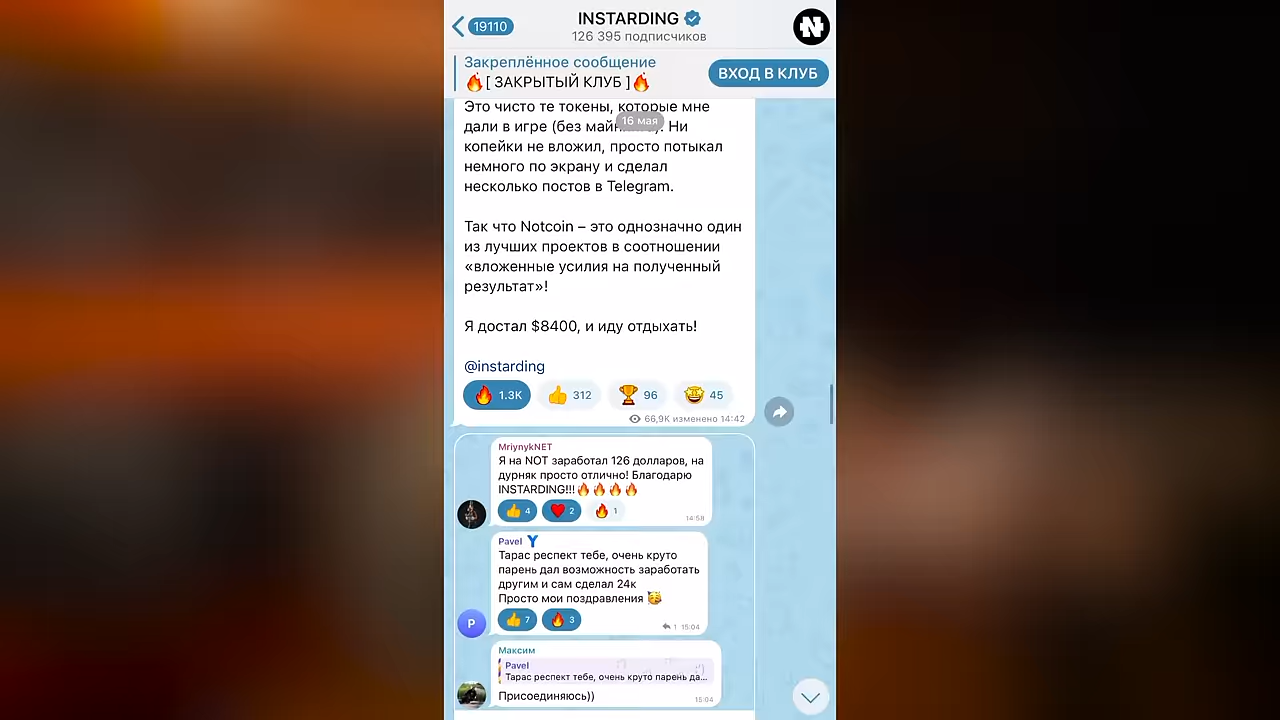 19110
INSTARDING
126 395 подписчиков
Закреплённое сообщение
🔥[ ЗАКРЫТЫЙ КЛУБ ]🔥
ВХОД В КЛУБ
Это чисто те токены, которые мне
16 мая
дали в игре (без Ни
копейки не вложил, просто потыкал
немного по экрану и сделал
несколько постов в Telegram.
Так что Notcoin – это однозначно один
из лучших проектов в соотношении
«вложенные усилия на полученный
результат»!
Я достал $8400, и иду отдыхать!
@instarding
🔥 1.3K 👍 312 🏆 96 🤩 45
66,9K изменено 14:42
MriynykNET
Я на NOT заработал 126 долларов, на
дурняк просто отлично! Благодарю
INSTARDING!!!🔥🔥🔥🔥
👍 4 ❤️ 2 🔥 1
14:58
Pavel
Тарас респект тебе, очень круто
парень дал возможность заработать
другим и сам сделал 24к
Просто мои поздравления 🥳
👍 7 🔥 3
1 15:04
P
Максим
Pavel
Тарас респект тебе, очень круто парень да...
Присоединяюсь))
15:04